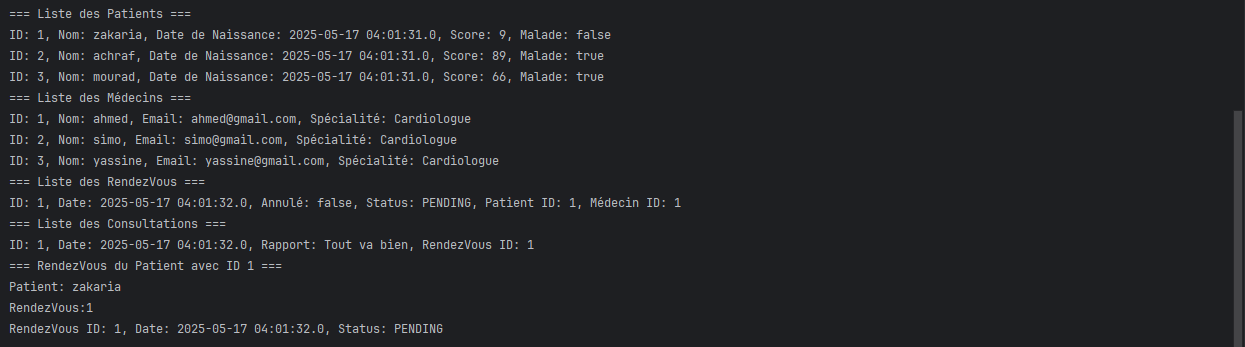 === Liste des Patients ===
ID: 1, Nom: zakaria, Date de Naissance: 2025-05-17 04:01:31.0, Score: 9, Malade: false
ID: 2, Nom: achraf, Date de Naissance: 2025-05-17 04:01:31.0, Score: 89, Malade: true
ID: 3, Nom: mourad, Date de Naissance: 2025-05-17 04:01:31.0, Score: 66, Malade: true
=== Liste des Médecins ===
ID: 1, Nom: ahmed, Email: ahmed@gmail.com, Spécialité: Cardiologue
ID: 2, Nom: simo, Email: simo@gmail.com, Spécialité: Cardiologue
ID: 3, Nom: yassine, Email: yassine@gmail.com, Spécialité: Cardiologue
=== Liste des RendezVous ===
ID: 1, Date: 2025-05-17 04:01:32.0, Annulé: false, Status: PENDING, Patient ID: 1, Médecin ID: 1
=== Liste des Consultations ===
ID: 1, Date: 2025-05-17 04:01:32.0, Rapport: Tout va bien, RendezVous ID: 1
=== RendezVous du Patient avec ID 1 ===
Patient: zakaria
RendezVous:1
RendezVous ID: 1, Date: 2025-05-17 04:01:32.0, Status: PENDING